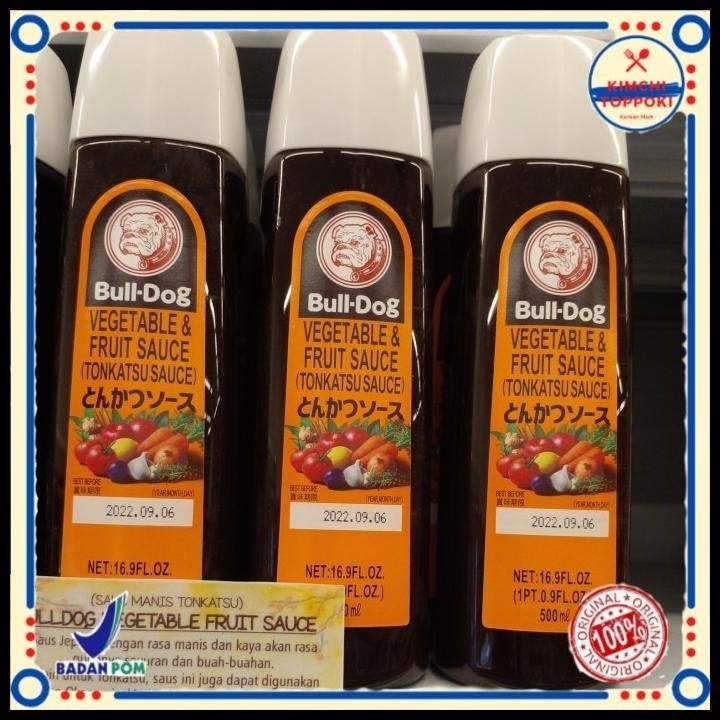 KIMCHI
TOPPOKI
Korean Mart
Bull-Dog
VEGETABLE &
FRUIT SAUCE
(TONKATSU SAUCE)
とんかつソース
BEST BEFORE
賞味期限
(YEAR,MONTH,DAY)
2022.09.06
NET:16.9FL.OZ.
Bull-Dog
VEGETABLE &
FRUIT SAUCE
(TONKATSU SAUCE)
とんかつソース
BEST BEFORE
賞味期限
(YEAR,MONTH,DAY)
2022.09.06
NET:16.9FL.OZ.
Bull-Dog
VEGETABLE &
FRUIT SAUCE
(TONKATSU SAUCE)
とんかつソース
BEST BEFORE
賞味期限
(YEAR,MONTH,DAY)
2022.09.06
NET:16.9FL.OZ.
(1PT.0.9FL.OZ.)
500ml
MANIS TONKATSU)
VEGETABLE FRUIT SAUCE
dengan rasa manis dan kaya akan rasa
dan buah-buahan.
untuk Tonkatsu, saus ini juga dapat digunakan
BADAN POM
ORIGINAL
100%
ORIGINAL